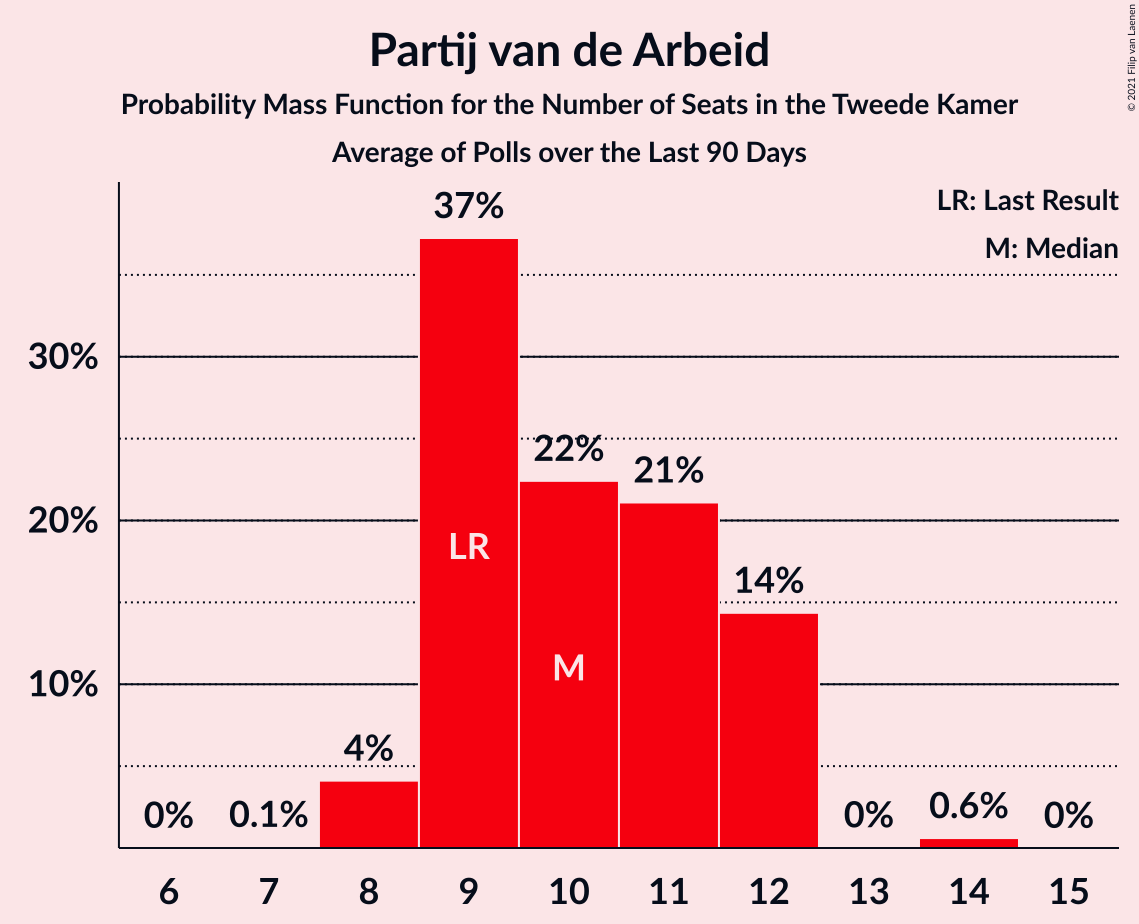 Partij van de Arbeid
Probability Mass Function for the Number of Seats in the Tweede Kamer
Average of Polls over the Last 90 Days
© 2021 Filip van Laenen
LR: Last Result
M: Median
37%
30%
22%
21%
20%
LR
14%
M
10%
4%
0%
0.1%
0%
0.6%
0%
6 7 8 9 10 11 12 13 14 15